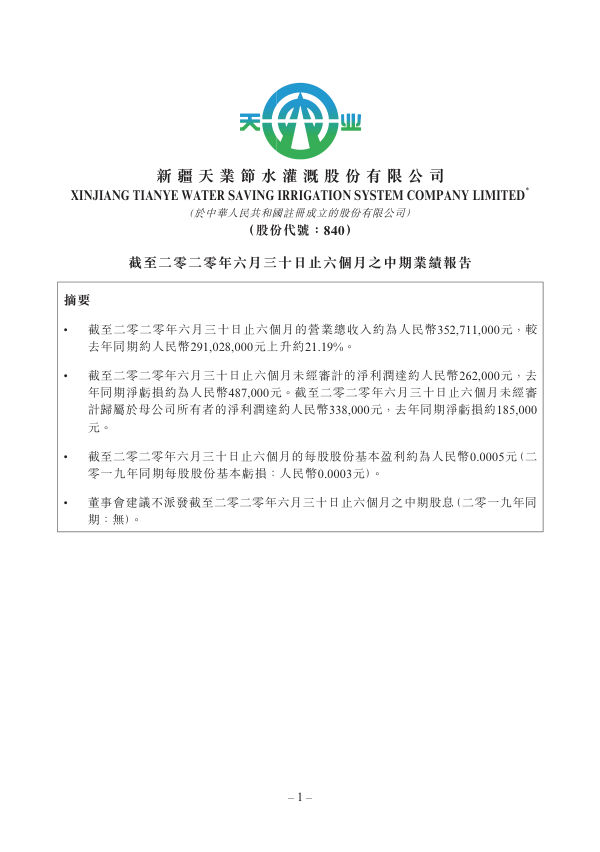 天 业
新疆天業節水灌溉股份有限公司
XINJIANG TIANYE WATER SAVING IRRIGATION SYSTEM COMPANY LIMITED*
(於中華人民共和國註冊成立的股份有限公司)
(股份代號：840)
截至二零二零年六月三十日止六個月之中期業績報告
摘要
• 截至二零二零年六月三十日止六個月的營業總收入約為人民幣352,711,000元，較
去年同期約人民幣291,028,000元上升約21.19%。
• 截至二零二零年六月三十日止六個月未經審計的淨利潤達約人民幣262,000元，去
年同期淨虧損約為人民幣487,000元。截至二零二零年六月三十日止六個月未經審
計歸屬於母公司所有者的淨利潤達約人民幣338,000元，去年同期淨虧損約185,000
元。
• 截至二零二零年六月三十日止六個月的每股股份基本盈利約為人民幣0.0005元(二
零一九年同期每股股份基本虧損：人民幣0.0003元)。
• 董事會建議不派發截至二零二零年六月三十日止六個月之中期股息(二零一九年同
期：無)。
– 1 –